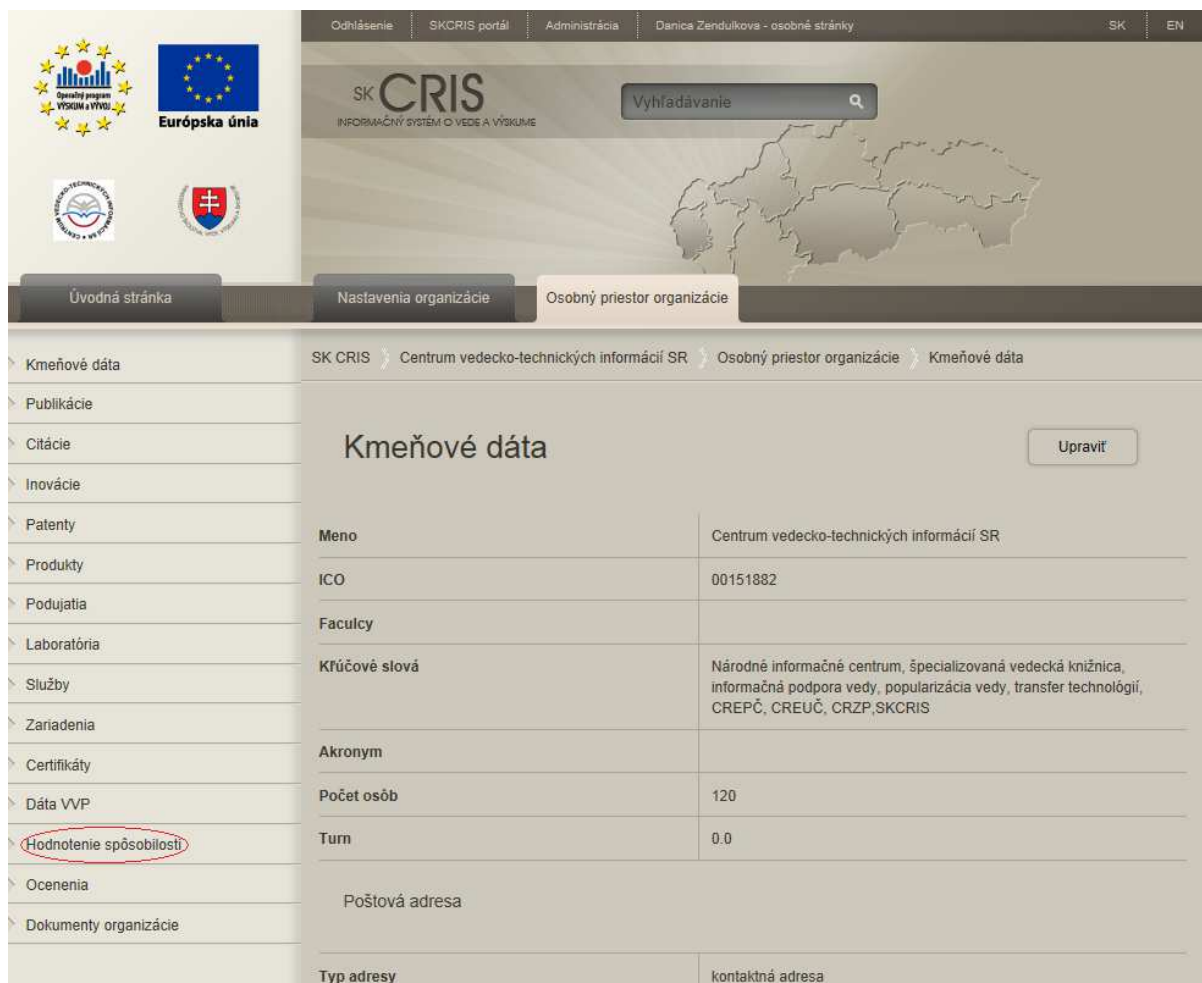 Odhlásenie SKCRIS portál Administrácia Danica Zendulkova - osobné stránky SK EN
Operačný program
VÝSKUM a VÝVOJ
Európska únia
SK CRIS
INFORMAČNÝ SYSTÉM O VEDE A VÝSKUME
Vyhľadávanie
Úvodná stránka Nastavenia organizácie Osobný priestor organizácie
SK CRIS Centrum vedecko-technických informácií SR Osobný priestor organizácie Kmeňové dáta
Kmeňové dáta
Publikácie
Citácie
Inovácie
Patenty
Produkty
Podujatia
Laboratória
Služby
Zariadenia
Certifikáty
Dáta VVP
Hodnotenie spôsobilosti
Ocenenia
Dokumenty organizácie
Kmeňové dáta
Upraviť
Meno Centrum vedecko-technických informácií SR
ICO 00151882
Faculcy
Kľúčové slová Národné informačné centrum, špecializovaná vedecká knižnica,
informačná podpora vedy, popularizácia vedy, transfer technológií,
CREPČ, CREUČ, CRZP,SKCRIS
Akronym
Počet osôb 120
Turn 0.0
Poštová adresa
Typ adresy kontaktná adresa